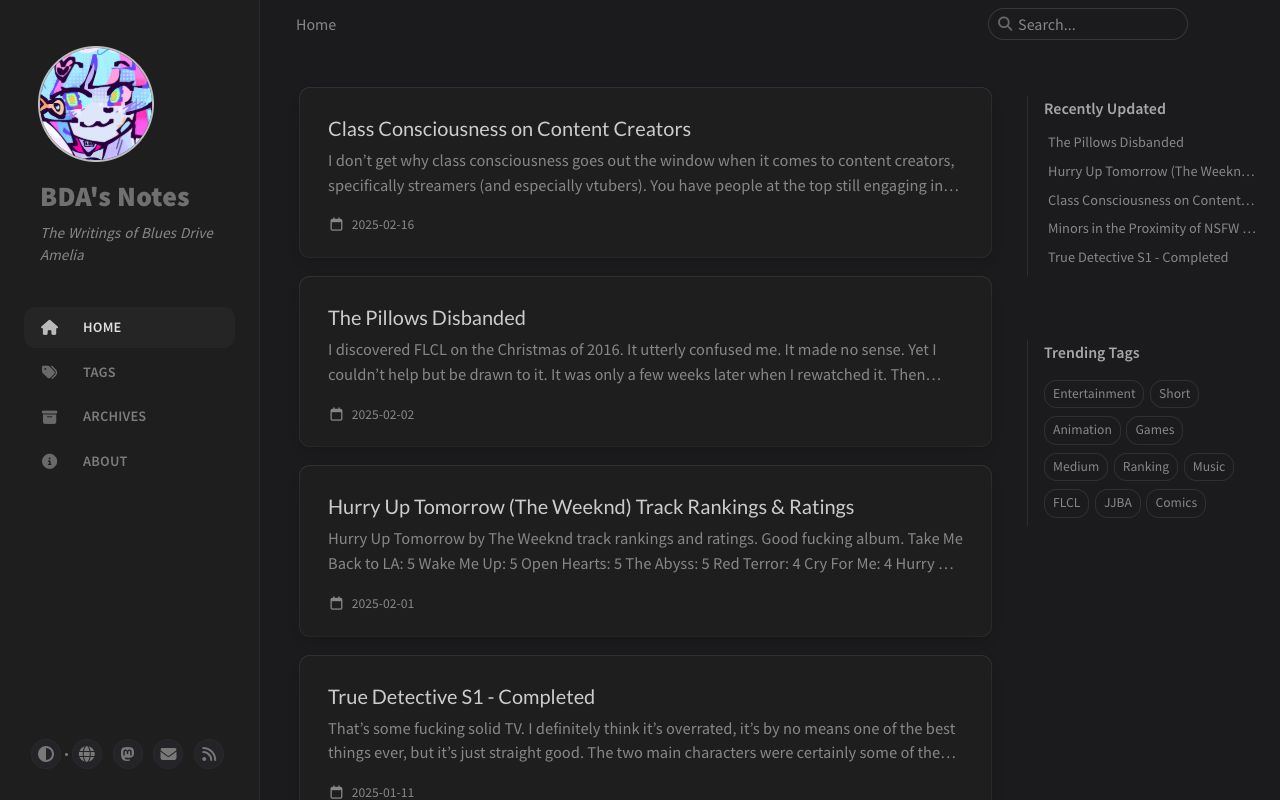 BDA's Notes
The Writings of Blues Drive
Amelia
HOME
TAGS
ARCHIVES
ABOUT
Home
Search...
Class Consciousness on Content Creators
I don’t get why class consciousness goes out the window when it comes to content creators,
specifically streamers (and especially vtubers). You have people at the top still engaging in…
2025-02-16
The Pillows Disbanded
I discovered FLCL on the Christmas of 2016. It utterly confused me. It made no sense. Yet I
couldn’t help but be drawn to it. It was only a few weeks later when I rewatched it. Then…
2025-02-02
Hurry Up Tomorrow (The Weeknd) Track Rankings & Ratings
Hurry Up Tomorrow by The Weeknd track rankings and ratings. Good fucking album. Take Me
Back to LA: 5 Wake Me Up: 5 Open Hearts: 5 The Abyss: 5 Red Terror: 4 Cry For Me: 4 Hurry …
2025-02-01
True Detective S1 - Completed
That’s some fucking solid TV. I definitely think it’s overrated, it’s by no means one of the best
things ever, but it’s just straight good. The two main characters were certainly some of the…
2025-01-11
Recently Updated
The Pillows Disbanded
Hurry Up Tomorrow (The Weekn…
Class Consciousness on Content…
Minors in the Proximity of NSFW …
True Detective S1 - Completed
Trending Tags
Entertainment Short
Animation Games
Medium Ranking Music
FLCL JJBA Comics